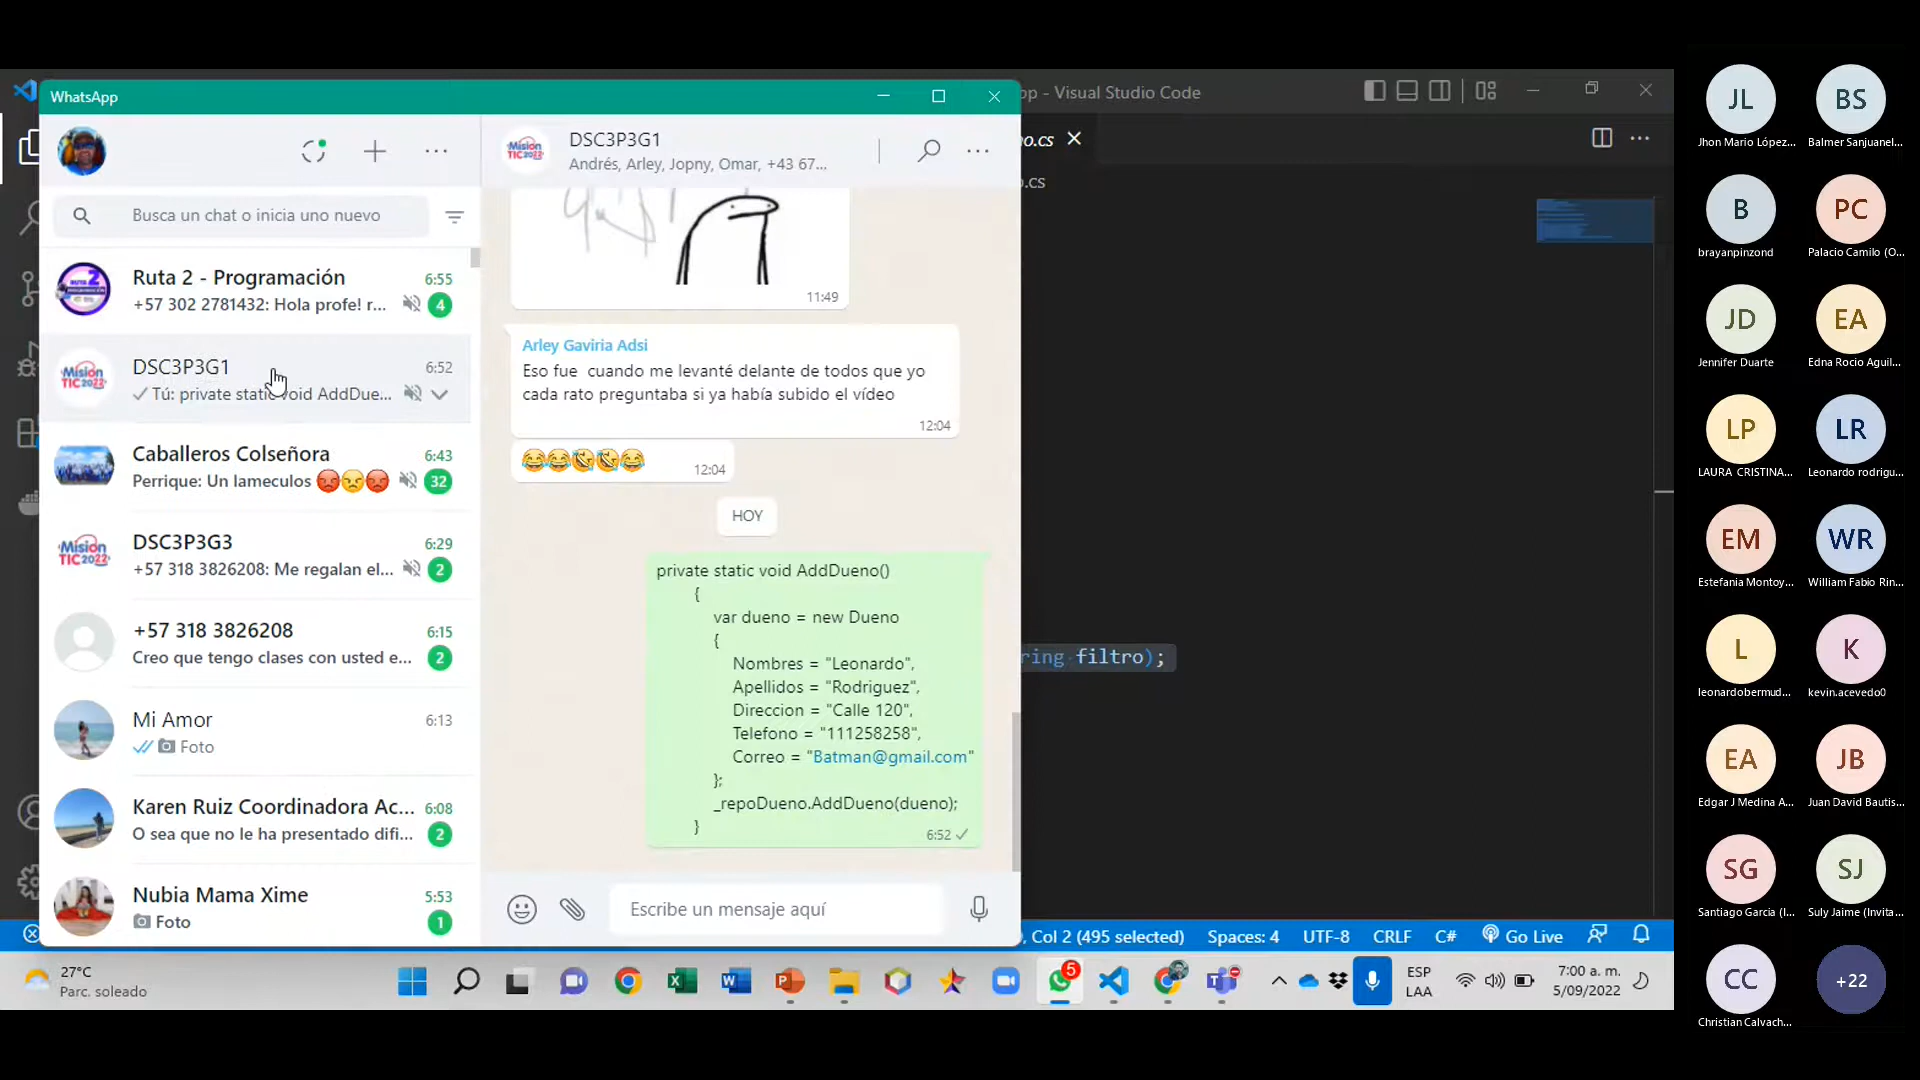 WhatsApp
DSC3P3G1
Andrés, Arley, Jopny, Omar, +43 67...
Busca un chat o inicia uno nuevo
Ruta 2 - Programación
6:55
+57 302 2781432: Hola profe! r...
4
DSC3P3G1
6:52
Tú: private static void AddDue...
Caballeros Colseñora
6:43
Perrique: Un lameculos 😡😠😡
32
DSC3P3G3
6:29
+57 318 3826208: Me regalan el...
2
+57 318 3826208
6:15
Creo que tengo clases con usted e...
2
Mi Amor
6:13
Foto
Karen Ruiz Coordinadora Ac...
6:08
O sea que no le ha presentado difi...
2
Nubia Mama Xime
5:53
Foto
1
11:49
Arley Gaviria Adsi
Eso fue cuando me levanté delante de todos que yo
cada rato preguntaba si ya había subido el vídeo
12:04
😂😂🤣🤣😂
12:04
HOY
private static void AddDueno()
{
var dueno = new Dueno
{
Nombres = "Leonardo",
Apellidos = "Rodriguez",
Direccion = "Calle 120",
Telefono = "111258258",
Correo = "Batman@gmail.com"
};
_repoDueno.AddDueno(dueno);
}
6:52
Escribe un mensaje aquí
op - Visual Studio Code
no.cs
o.cs
ring filtro);
, Col 2 (495 selected)
Spaces: 4
UTF-8
CRLF
C#
Go Live
27°C
Parc. soleado
5
ESP
LAA
7:00 a. m.
5/09/2022
JL
Jhon Mario López...
BS
Balmer Sanjuanel...
B
brayanpinzond
PC
Palacio Camilo (O...
JD
Jennifer Duarte
EA
Edna Rocio Aguil...
LP
LAURA CRISTINA...
LR
Leonardo rodrigu...
EM
Estefania Montoy...
WR
William Fabio Rin...
L
leonardobermud...
K
kevin.acevedo0
EA
Edgar J Medina A...
JB
Juan David Bautis...
SG
Santiago Garcia (I...
SJ
Suly Jaime (Invita...
CC
Christian Calvach...
+22